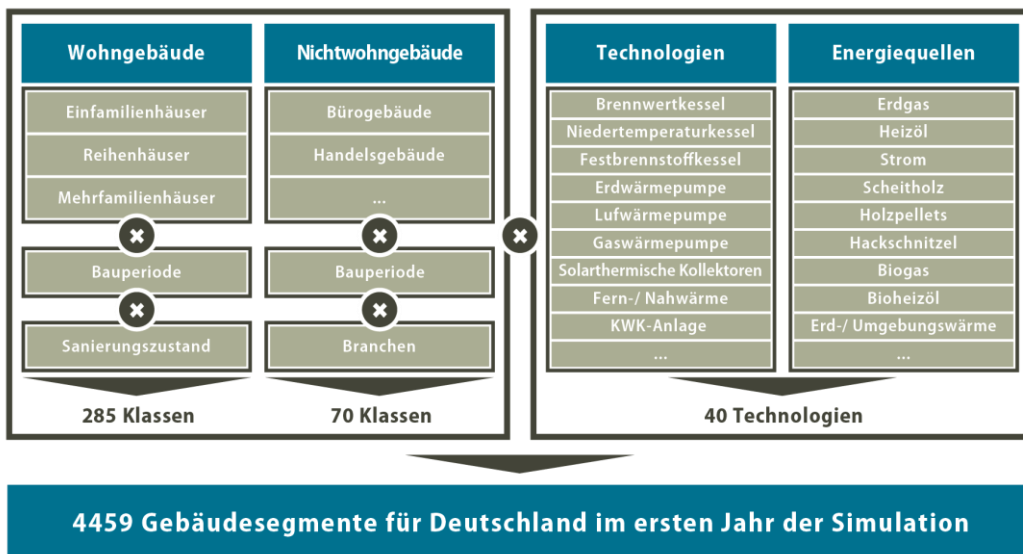 Wohngebäude
Einfamilienhäuser
Reihenhäuser
Mehrfamilienhäuser
Bauperiode
Sanierungszustand
285 Klassen
Nichtwohngebäude
Bürogebäude
Handelsgebäude
...
Bauperiode
Branchen
70 Klassen
Technologien
Brennwertkessel
Niedertemperaturkessel
Festbrennstoffkessel
Erdwärmepumpe
Lufwärmepumpe
Gaswärmepumpe
Solarthermische Kollektoren
Fern-/ Nahwärme
KWK-Anlage
...
Energiequellen
Erdgas
Heizöl
Strom
Scheitholz
Holzpellets
Hackschnitzel
Biogas
Bioheizöl
Erd-/ Umgebungswärme
...
40 Technologien
4459 Gebäudesegmente für Deutschland im ersten Jahr der Simulation